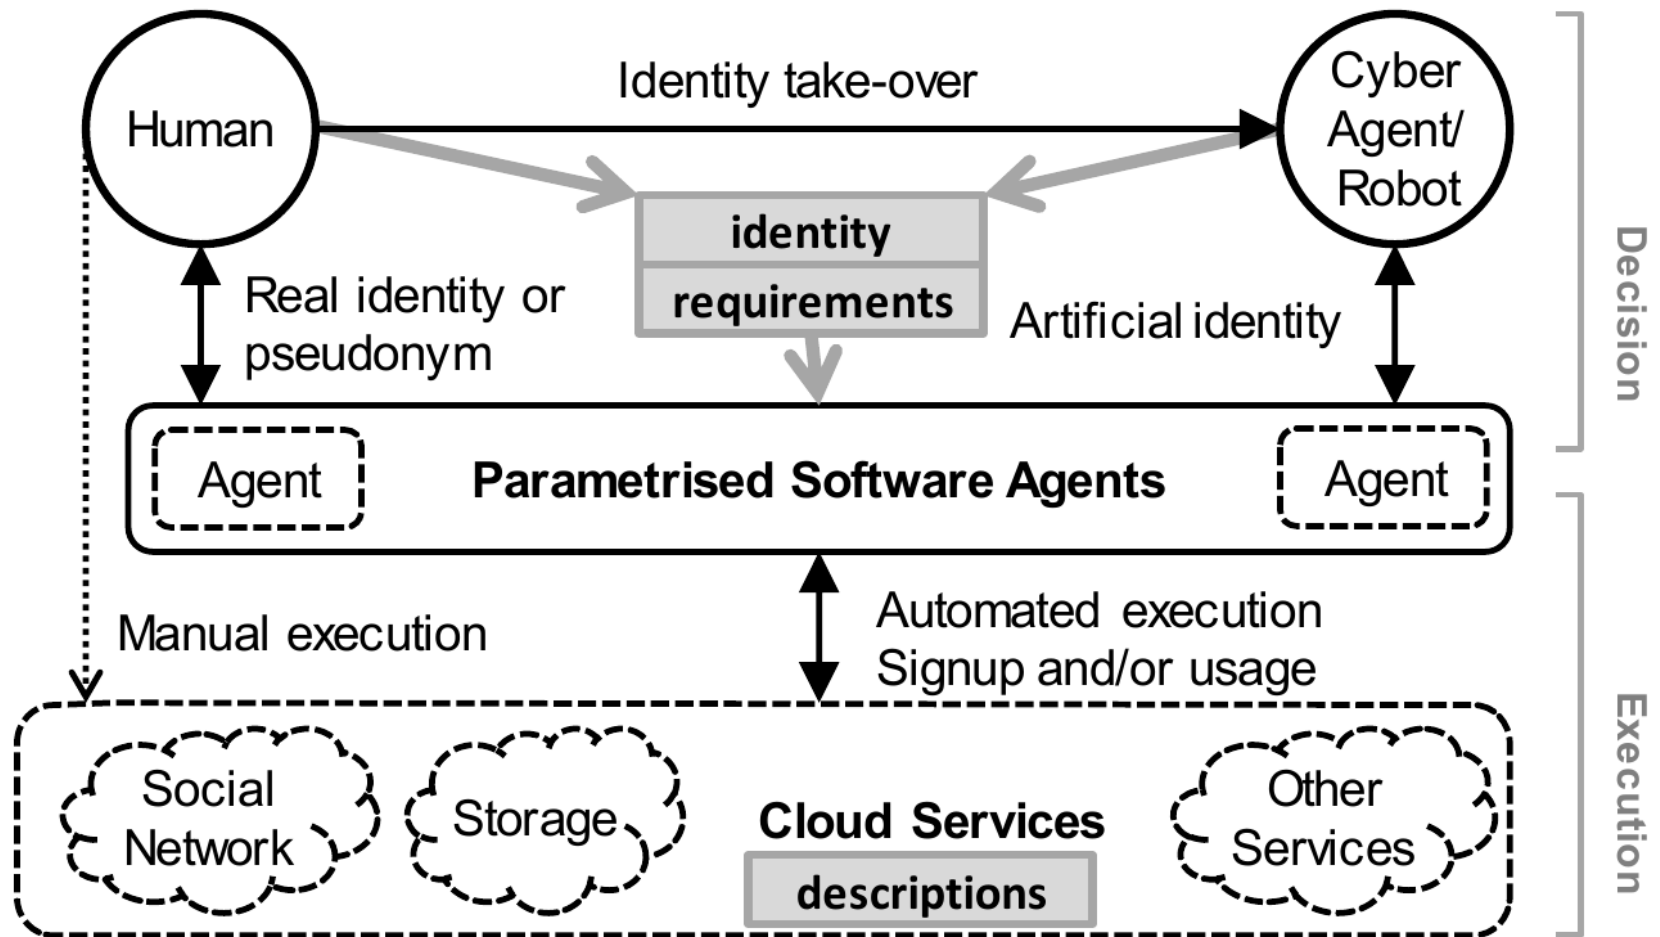 Human
Identity take-over
Cyber
Agent/
Robot
identity
requirements
Real identity or
pseudonym
Artificial identity
Decision
Agent
Parametrised Software Agents
Agent
Manual execution
Automated execution
Signup and/or usage
Execution
Social
Network
Storage
Cloud Services
descriptions
Other
Services